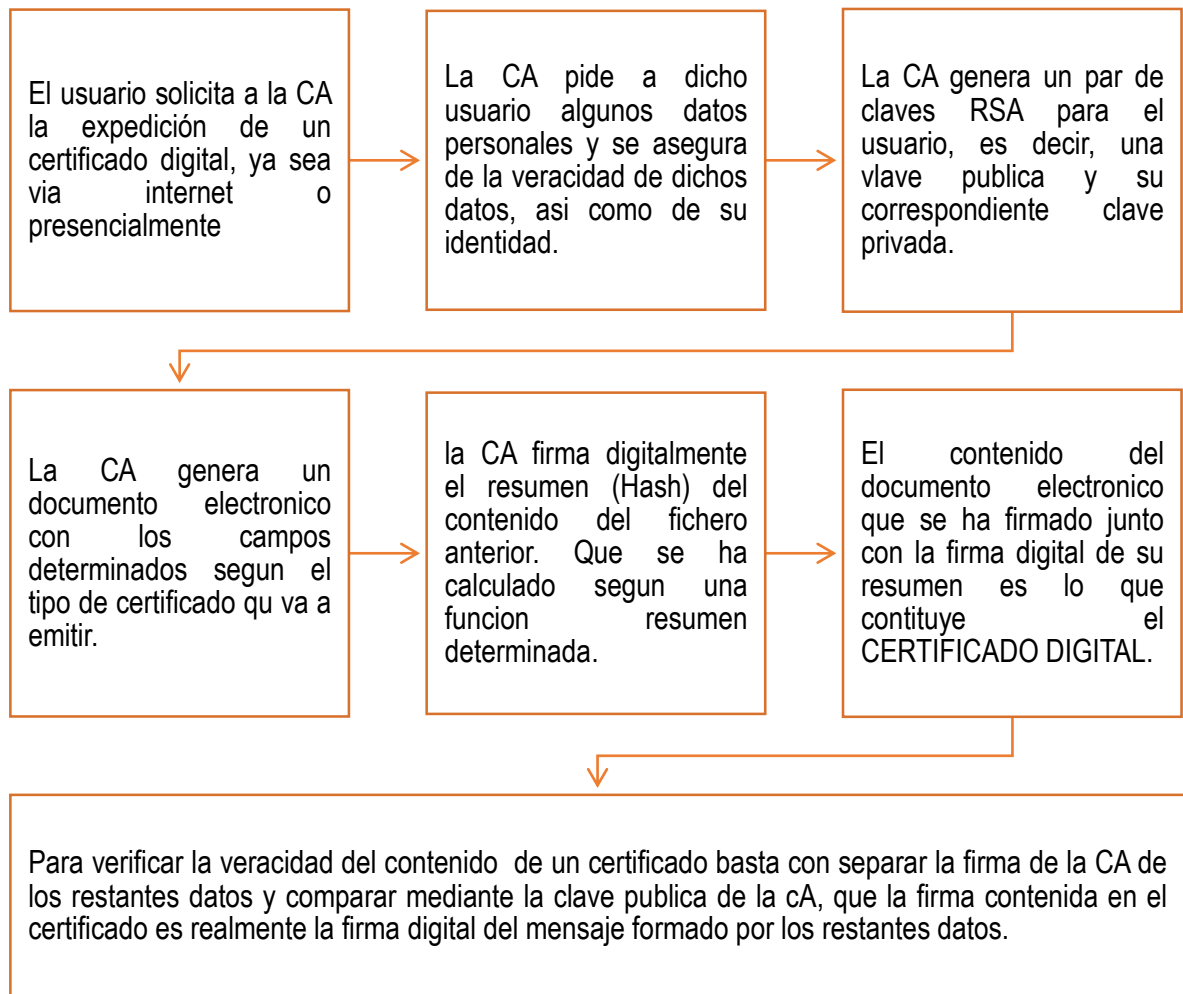 El usuario solicita a la CA
la expedición de un
certificado digital, ya sea
via internet o
presencialmente
La CA pide a dicho
usuario algunos datos
personales y se asegura
de la veracidad de dichos
datos, asi como de su
identidad.
La CA genera un par de
claves RSA para el
usuario, es decir, una
vlave publica y su
correspondiente clave
privada.
La CA genera un
documento electronico
con los campos
determinados segun el
tipo de certificado qu va a
emitir.
la CA firma digitalmente
el resumen (Hash) del
contenido del fichero
anterior. Que se ha
calculado segun una
funcion resumen
determinada.
El contenido del
documento electronico
que se ha firmado junto
con la firma digital de su
resumen es lo que
contituye el
CERTIFICADO DIGITAL.
Para verificar la veracidad del contenido de un certificado basta con separar la firma de la CA de
los restantes datos y comparar mediante la clave publica de la cA, que la firma contenida en el
certificado es realmente la firma digital del mensaje formado por los restantes datos.